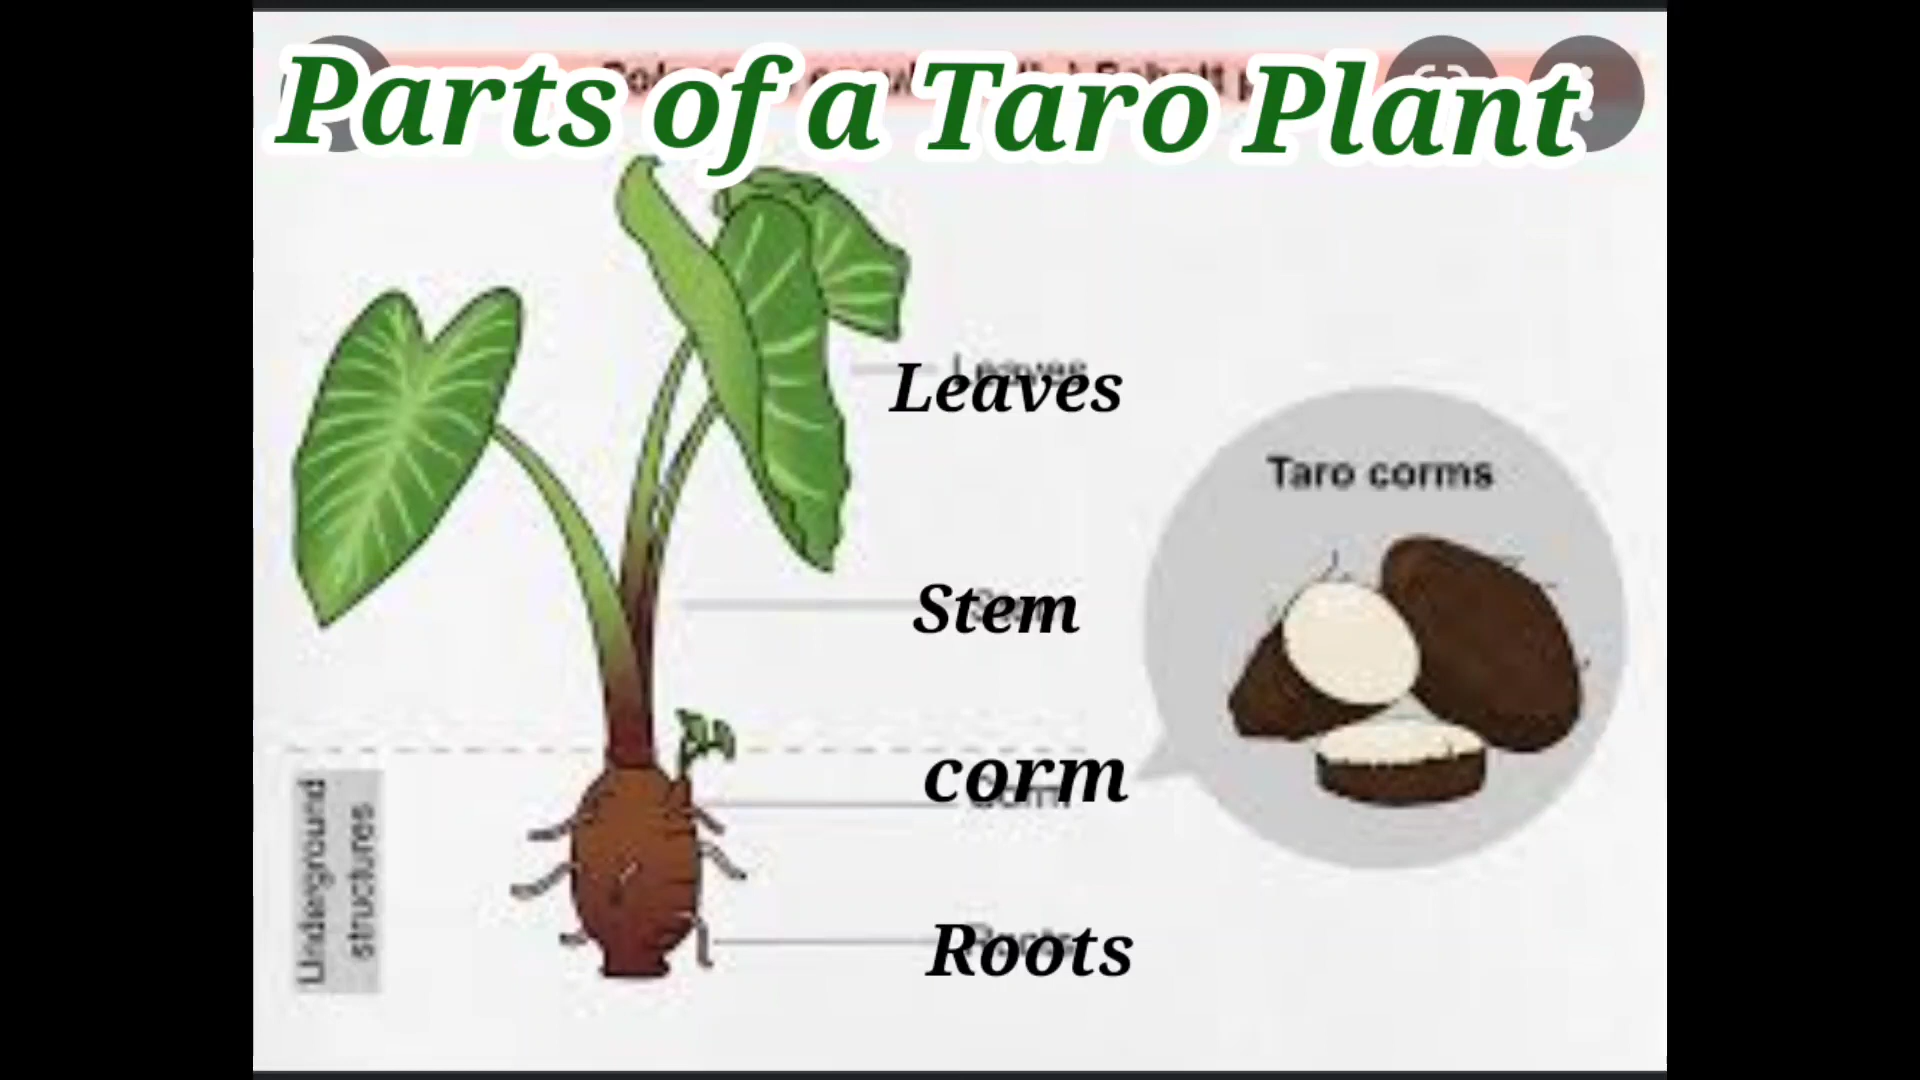 Parts of a Taro Plant
Leaves
Taro corms
Stem
corm
Roots
Underground
structures